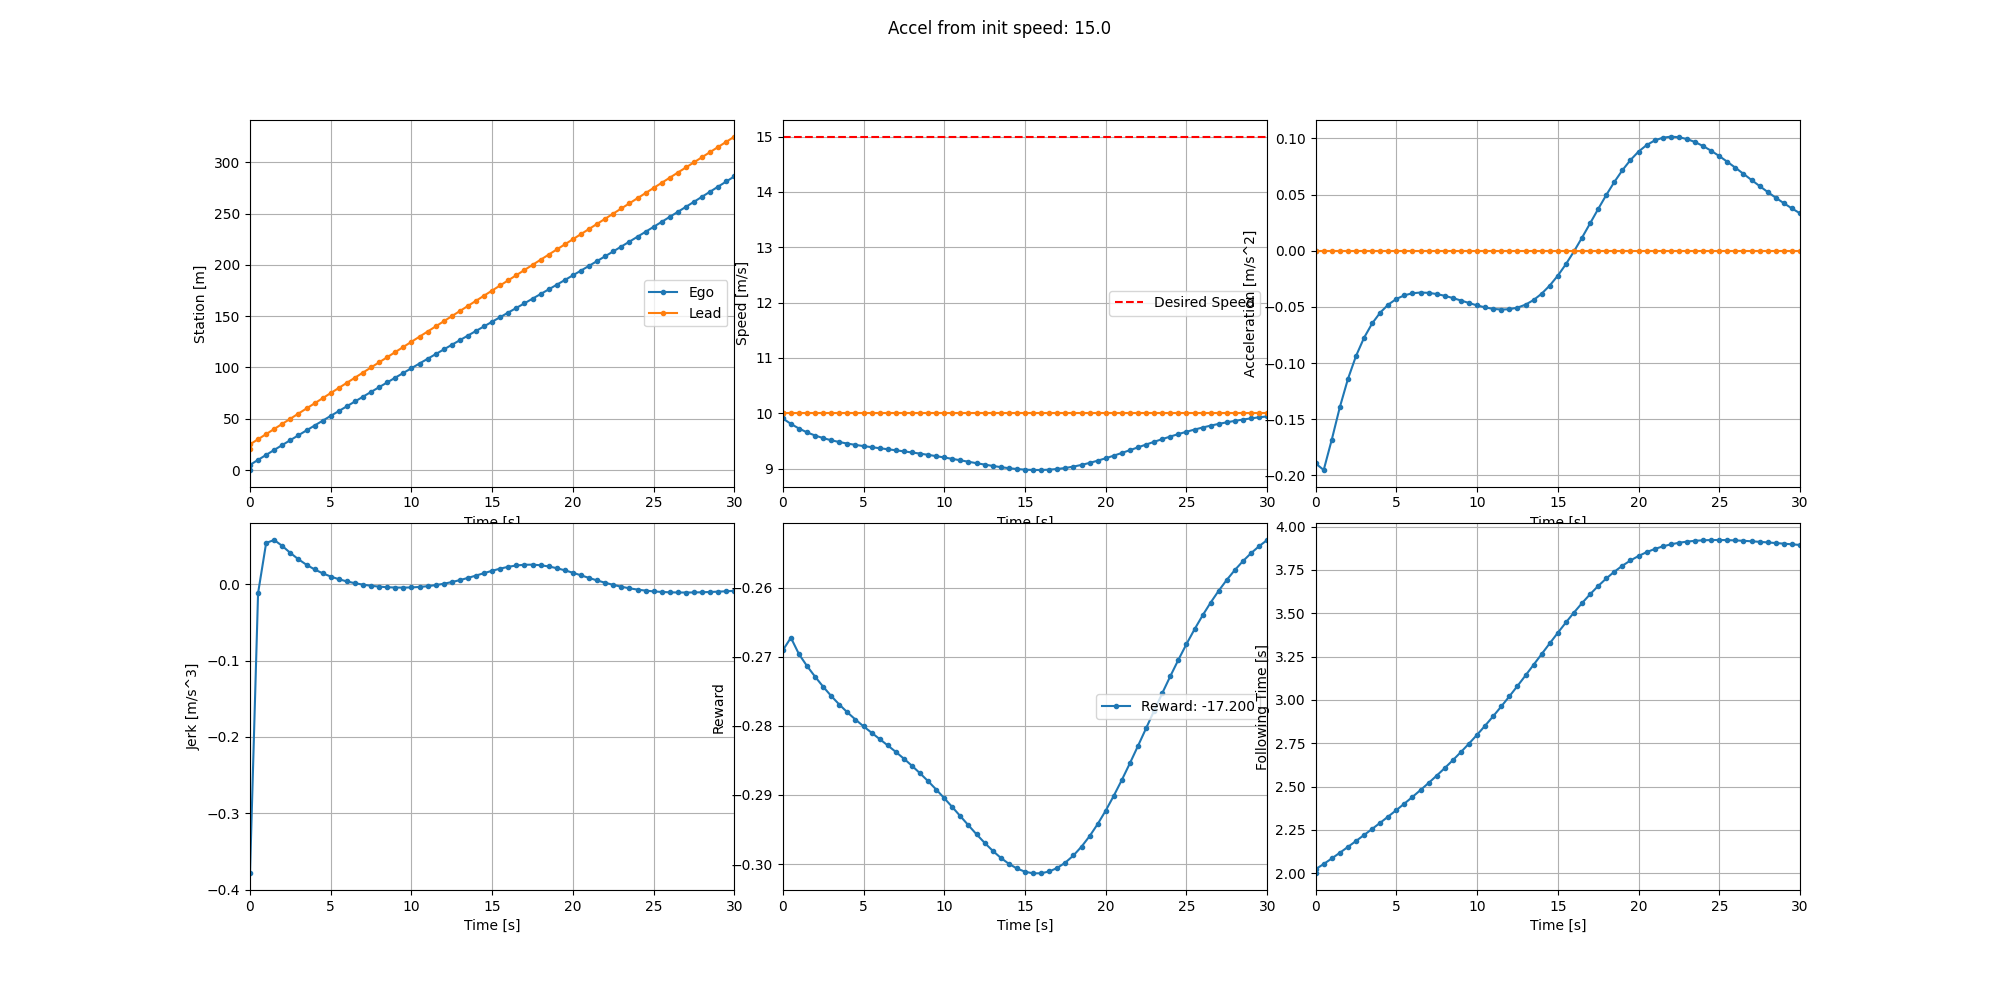 Accel from init speed: 15.0
Station [m]
300
250
200
150
100
50
0
0 5 10 15 20 25 30
Time [s]
Ego
Lead
Speed [m/s]
15
14
13
12
11
10
9
0 5 10 15 20 25 30
Time [s]
Desired Speed
Acceleration [m/s^2]
0.10
0.05
0.00
−0.05
−0.10
−0.15
−0.20
0 5 10 15 20 25 30
Time [s]
Jerk [m/s^3]
0.0
−0.1
−0.2
−0.3
−0.4
0 5 10 15 20 25 30
Time [s]
Reward
−0.26
−0.27
−0.28
−0.29
−0.30
0 5 10 15 20 25 30
Time [s]
Reward: -17.200
Following Time [s]
4.00
3.75
3.50
3.25
3.00
2.75
2.50
2.25
2.00
0 5 10 15 20 25 30
Time [s]